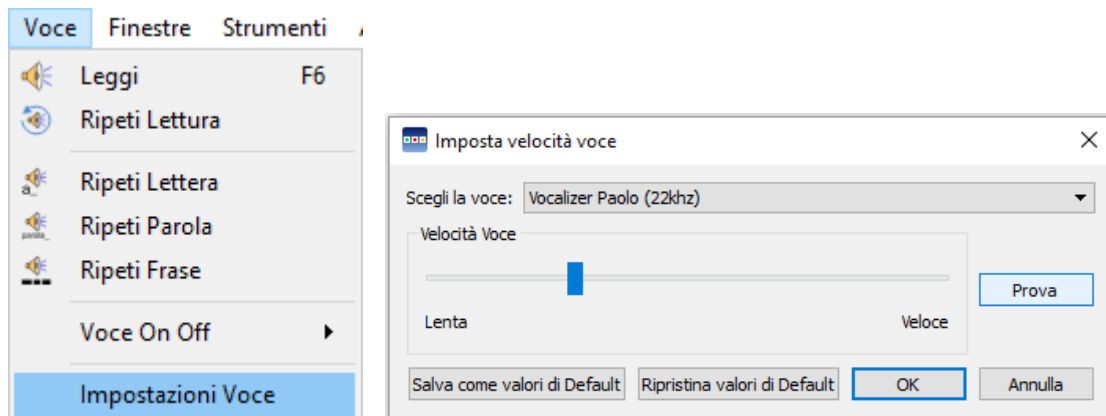 Voce Finestre Strumenti
Leggi F6
Ripeti Lettura
Ripeti Lettera
Ripeti Parola
Ripeti Frase
Voce On Off
Impostazioni Voce
Imposta velocità voce
Scegli la voce: Vocalizer Paolo (22khz)
Velocità Voce
Prova
Lenta Veloce
Salva come valori di Default Ripristina valori di Default OK Annulla